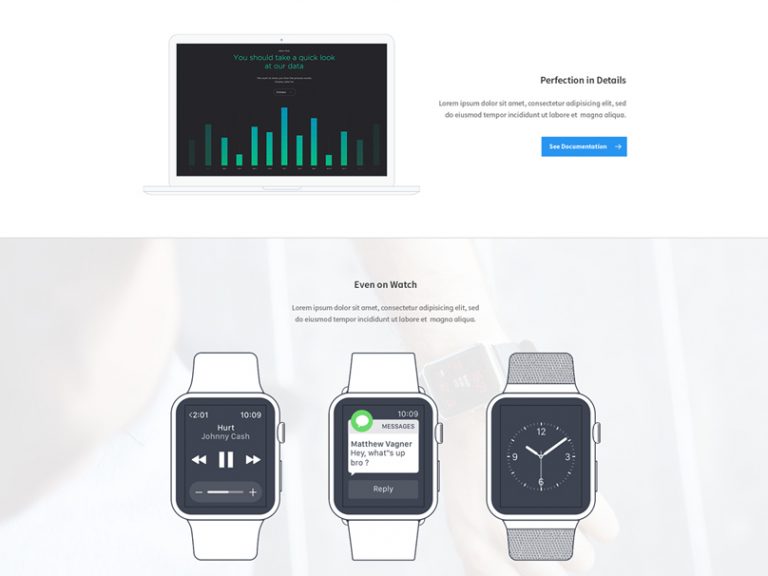 You should take a quick look
at our data
Perfection in Details
Lorem ipsum dolor sit amet, consectetur adipisicing elit, sed
do eiusmod tempor incididunt ut labore et magna aliqua.
See Documentation
Even on Watch
Lorem ipsum dolor sit amet, consectetur adipisicing elit, sed
do eiusmod tempor incididunt ut labore et magna aliqua.
<2:01 10:09
Hurt
Johnny Cash
10:09
MESSAGES
Matthew Vagner
Hey, what"s up
bro ?
Reply
12
9 3
6